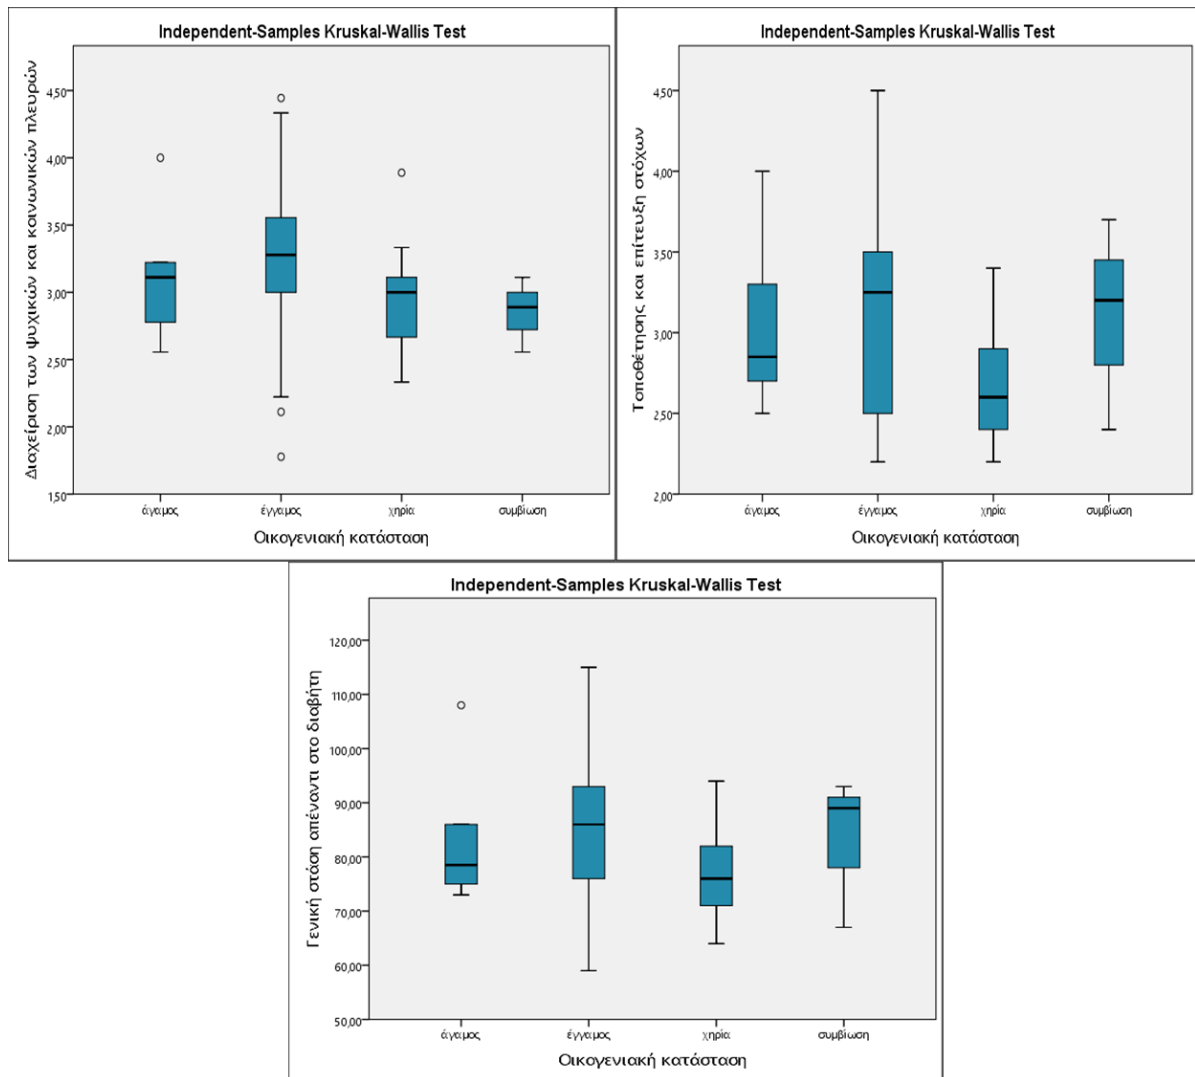 Independent-Samples Kruskal-Wallis Test
Διαχείριση των ψυχικών και κοινωνικών πλευρών
4,50
4,00
3,50
3,00
2,50
2,00
1,50
άγαμος έγγαμος χηρία συμβίωση
Οικογενιακή κατάσταση
Independent-Samples Kruskal-Wallis Test
Τοποθέτησης και επίτευξη στόχων
4,50
4,00
3,50
3,00
2,50
2,00
άγαμος έγγαμος χηρία συμβίωση
Οικογενιακή κατάσταση
Independent-Samples Kruskal-Wallis Test
Γενική στάση απέναντι στο διαβήτη
120,00
110,00
100,00
90,00
80,00
70,00
60,00
50,00
άγαμος έγγαμος χηρία συμβίωση
Οικογενιακή κατάσταση